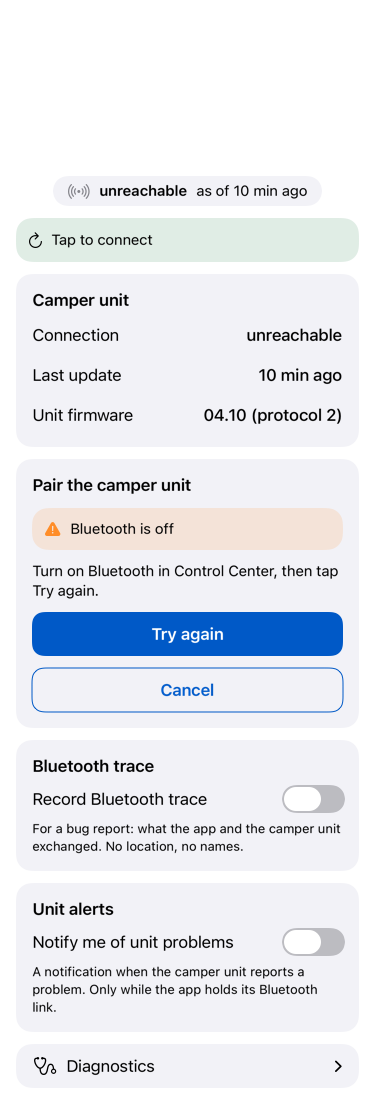 unreachable as of 10 min ago
Tap to connect
Camper unit
Connection unreachable
Last update 10 min ago
Unit firmware 04.10 (protocol 2)
Pair the camper unit
Bluetooth is off
Turn on Bluetooth in Control Center, then tap
Try again.
Try again
Cancel
Bluetooth trace
Record Bluetooth trace
For a bug report: what the app and the camper unit
exchanged. No location, no names.
Unit alerts
Notify me of unit problems
A notification when the camper unit reports a
problem. Only while the app holds its Bluetooth
link.
Diagnostics